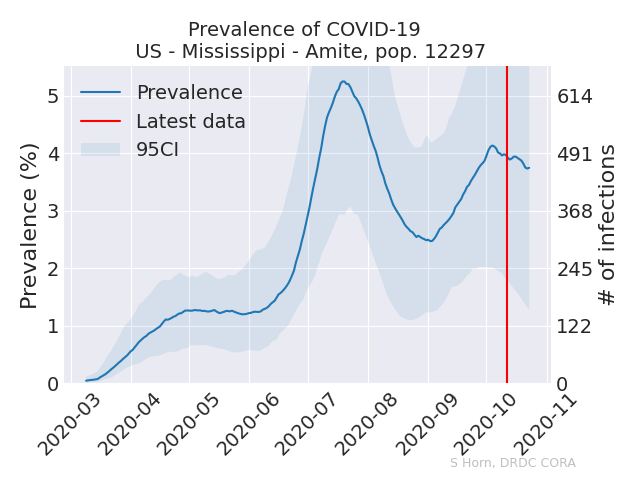 Prevalence of COVID-19
US - Mississippi - Amite, pop. 12297
Prevalence
Latest data
95CI
Prevalence (%)
5
4
3
2
1
0
614
491
368
245
122
0
# of infections
2020-03
2020-04
2020-05
2020-06
2020-07
2020-08
2020-09
2020-10
2020-11
S Horn, DRDC CORA